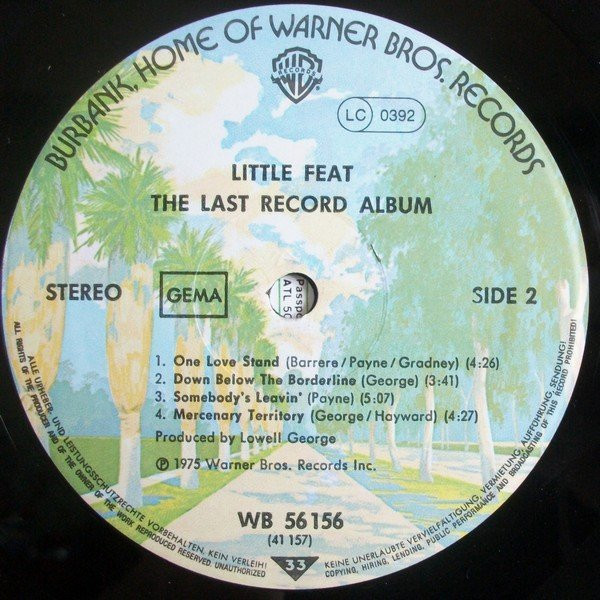 BURBANK, HOME OF WARNER BROS. RECORDS
WB
RECORDS
LC 0392
LITTLE FEAT
THE LAST RECORD ALBUM
STEREO
GEMA
SIDE 2
1. One Love Stand (Barrere/Payne/Gradney) (4:26)
2. Down Below The Borderline (George) (3:41)
3. Somebody's Leavin' (Payne) (5:07)
4. Mercenary Territory (George/Hayward) (4:27)
Produced by Lowell George
℗ 1975 Warner Bros. Records Inc.
WB 56 156
(41 157)
33
ALLE URHEBER- UND LEISTUNGSSCHUTZRECHTE VORBEHALTEN. KEIN VERLEIH!
KEINE UNERLAUBTE VERVIELFÄLTIGUNG, VERMIETUNG, AUFFÜHRUNG, SENDUNG!
ALL RIGHTS OF THE PRODUCER AND OF THE OWNER OF THE WORK REPRODUCED RESERVED UNAUTHORIZED
COPYING, HIRING, LENDING, PUBLIC PERFORMANCE AND BROADCASTING OF THIS RECORD PROHIBITED!